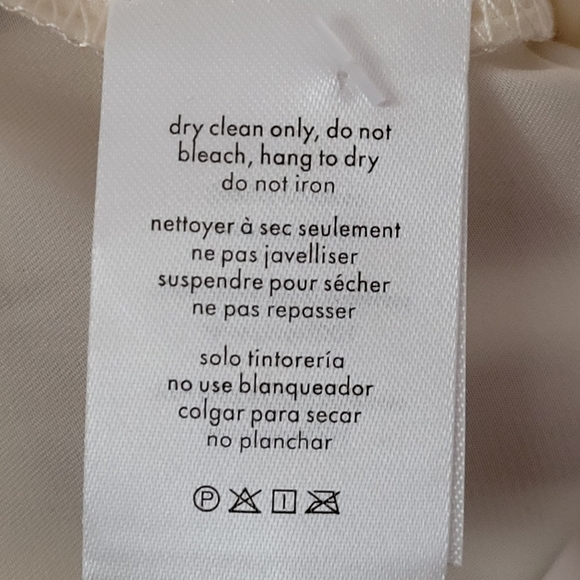 dry clean only, do not
bleach, hang to dry
do not iron
nettoyer à sec seulement
ne pas javelliser
suspendre pour sécher
ne pas repasser
solo tintorería
no use blanqueador
colgar para secar
no planchar
P